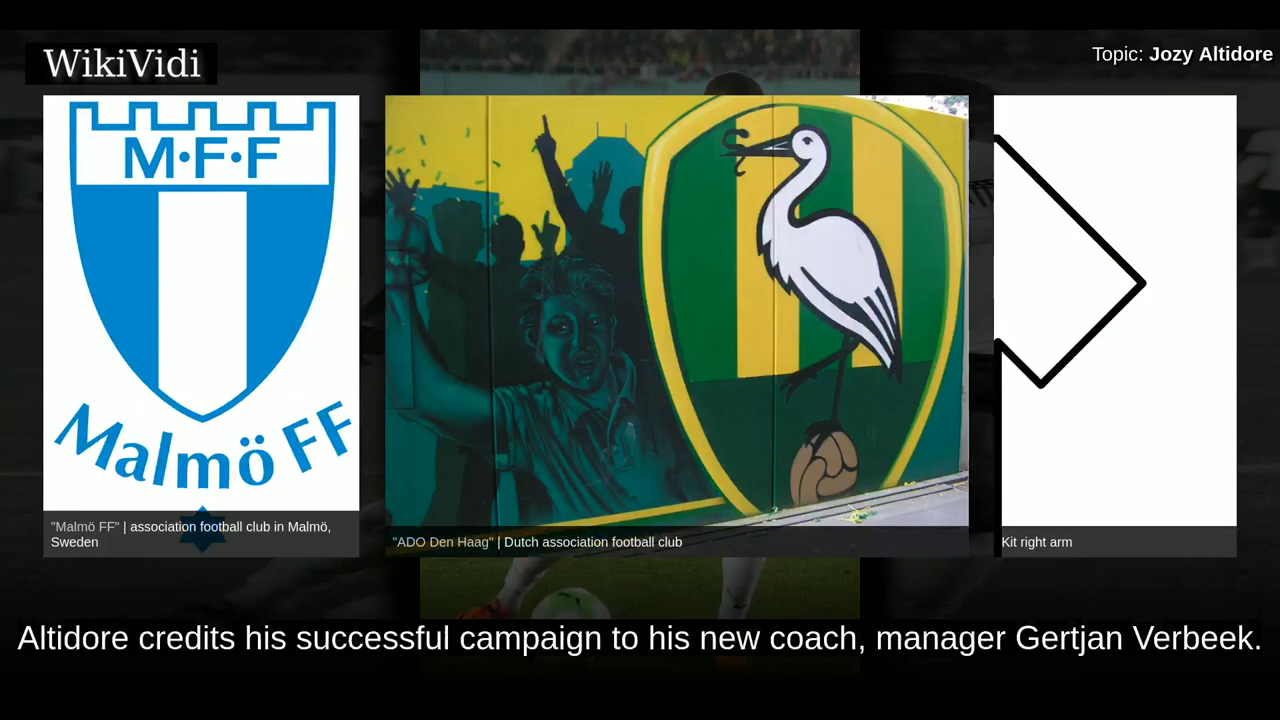 WikiVidi
Topic: Jozy Altidore
M·F·F
Malmö FF
"Malmö FF" | association football club in Malmö,
Sweden
"ADO Den Haag" | Dutch association football club
Kit right arm
Altidore credits his successful campaign to his new coach, manager Gertjan Verbeek.